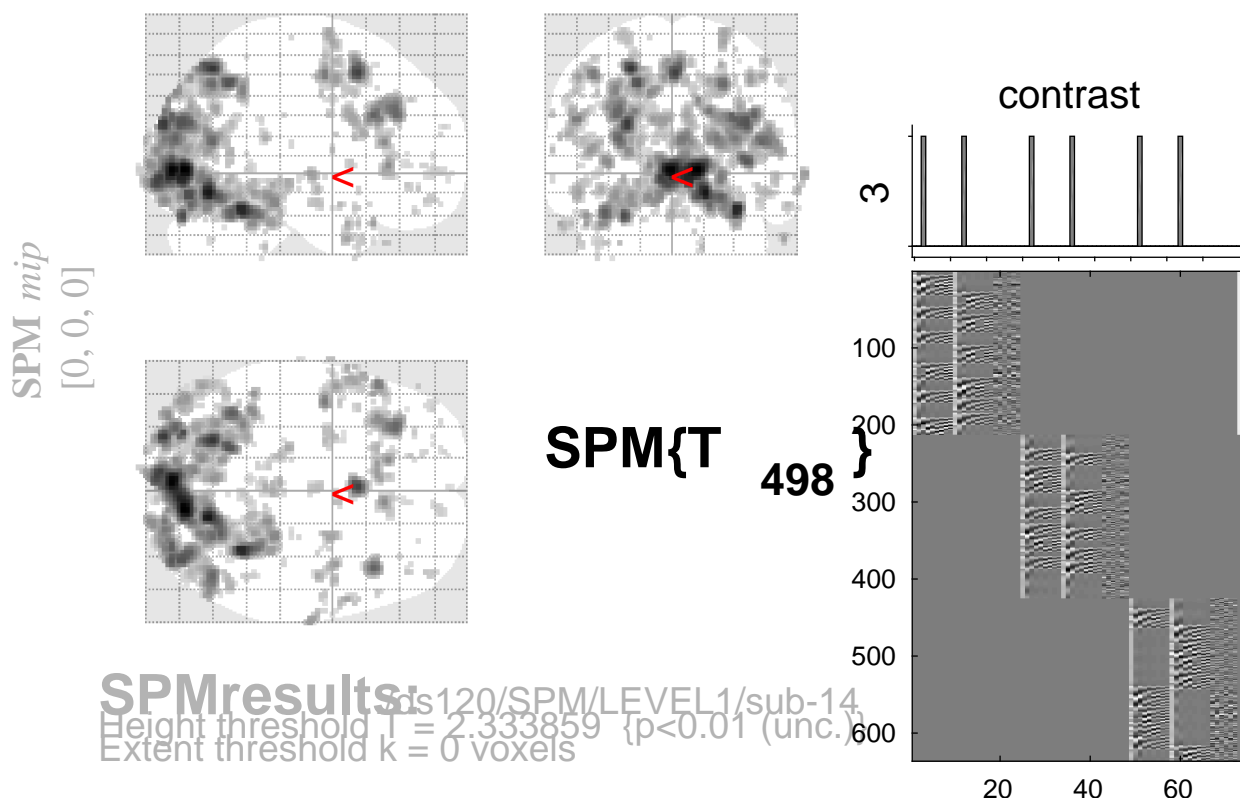 contrast
3
SPM mip
[0, 0, 0]
<
<
<
SPM{T498}
100
200
300
400
500
600
20 40 60
SPMresults: /ds120/SPM/LEVEL1/sub-14
Height threshold T = 2.333859 {p<0.01 (unc.)}
Extent threshold k = 0 voxels